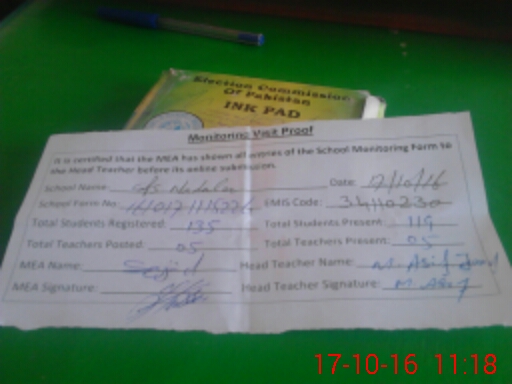 Election Commission
Of Pakistan
INK PAD
Monitoring Visit Proof
It is certified that the MEA has shown all entries of the School Monitoring Form to
the Head Teacher before its online submission.
School Name: Date: 17/10/16
School Form No: EMIS Code: 34110230
Total Students Registered: 135 Total Students Present: 119
Total Teachers Posted: 05 Total Teachers Present: 05
MEA Name: Sajid Head Teacher Name: M. Asif
MEA Signature: Head Teacher Signature: M. Asif
17-10-16 11:18